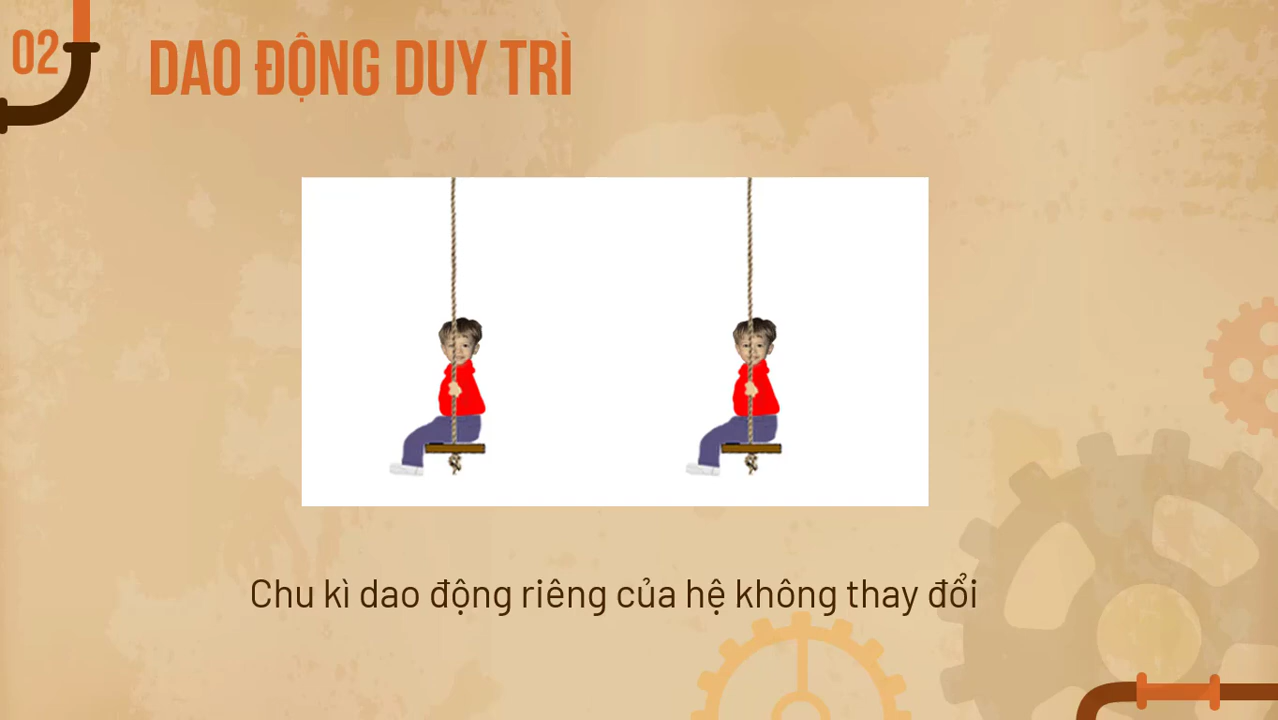 02
DAO ĐỘNG DUY TRÌ
Chu kì dao động riêng của hệ không thay đổi